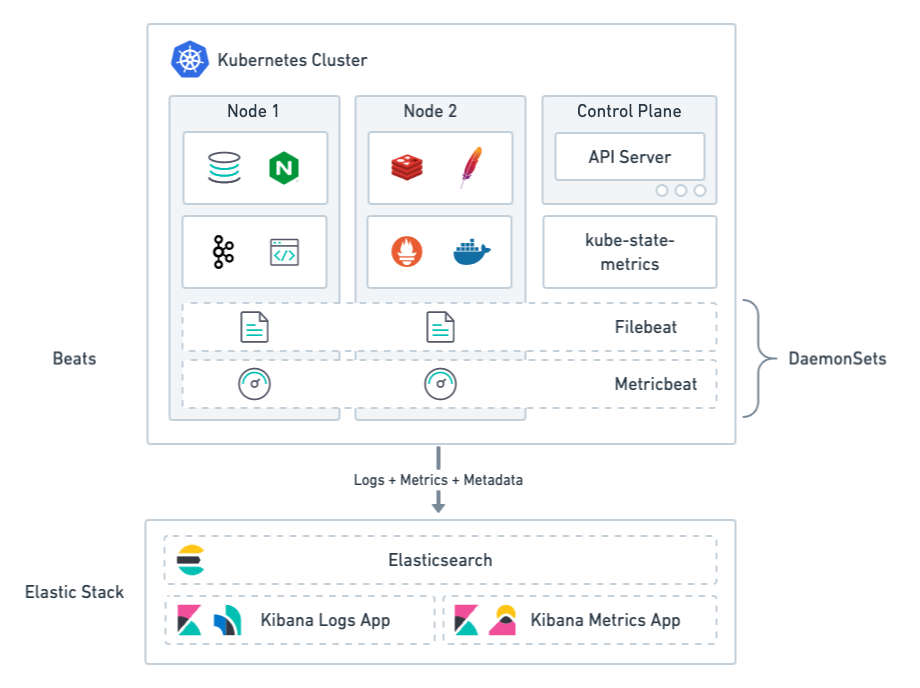 Kubernetes Cluster
Node 1
Node 2
Control Plane
API Server
kube-state-
metrics
Filebeat
Beats
DaemonSets
Metricbeat
Logs + Metrics + Metadata
Elasticsearch
Elastic Stack
Kibana Logs App
Kibana Metrics App